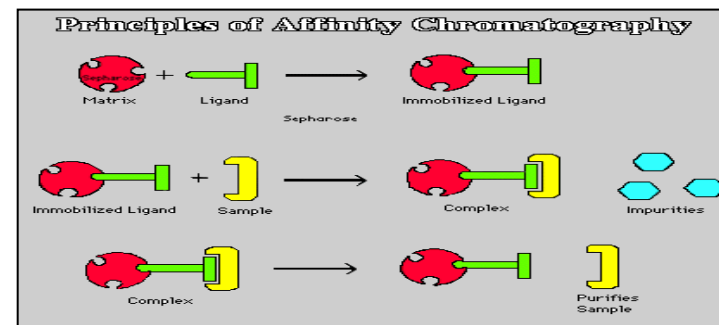 Principles of Affinity Chromatography
Sepharose
+
Matrix
Ligand
Immobilized Ligand
Sepharose
+
Immobilized Ligand
Sample
Complex
Impurities
Complex
Purifies
Sample